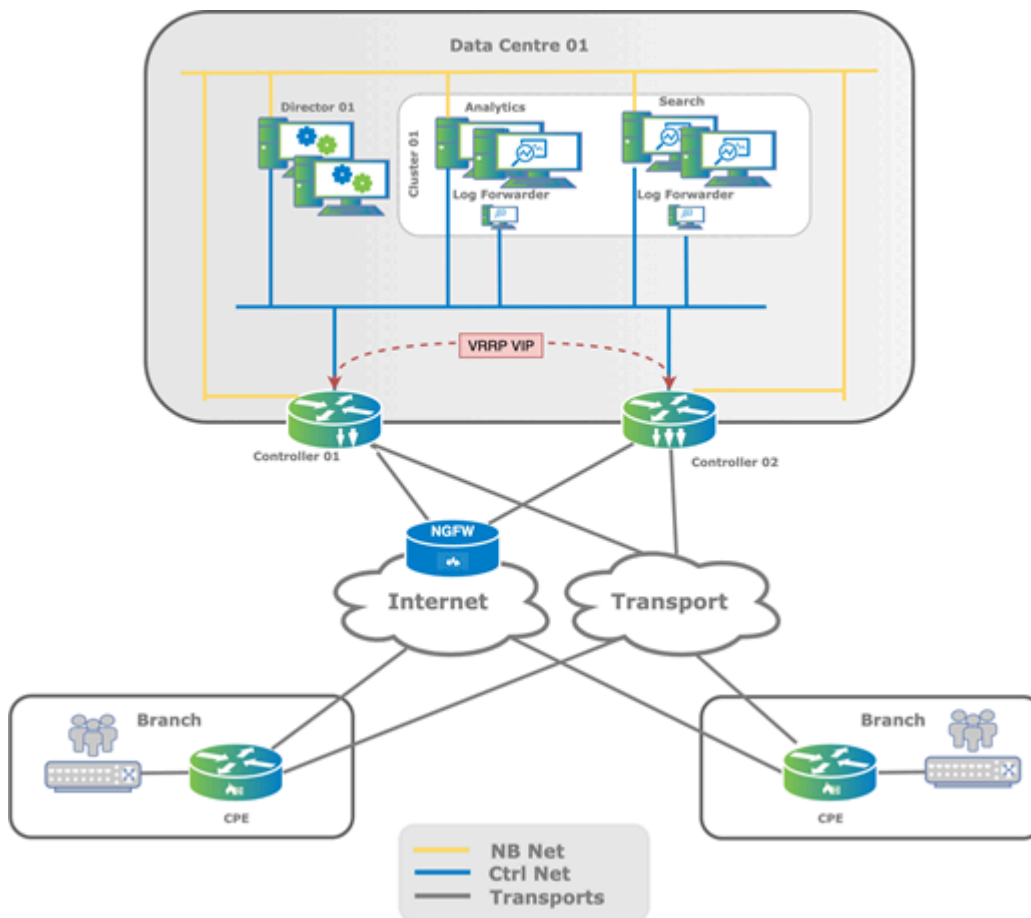 Data Centre 01
Director 01
Analytics
Search
Cluster 01
Log Forwarder
Log Forwarder
VRRP VIP
Controller 01
Controller 02
NGFW
Internet
Transport
Branch
Branch
CPE
CPE
NB Net
Ctrl Net
Transports